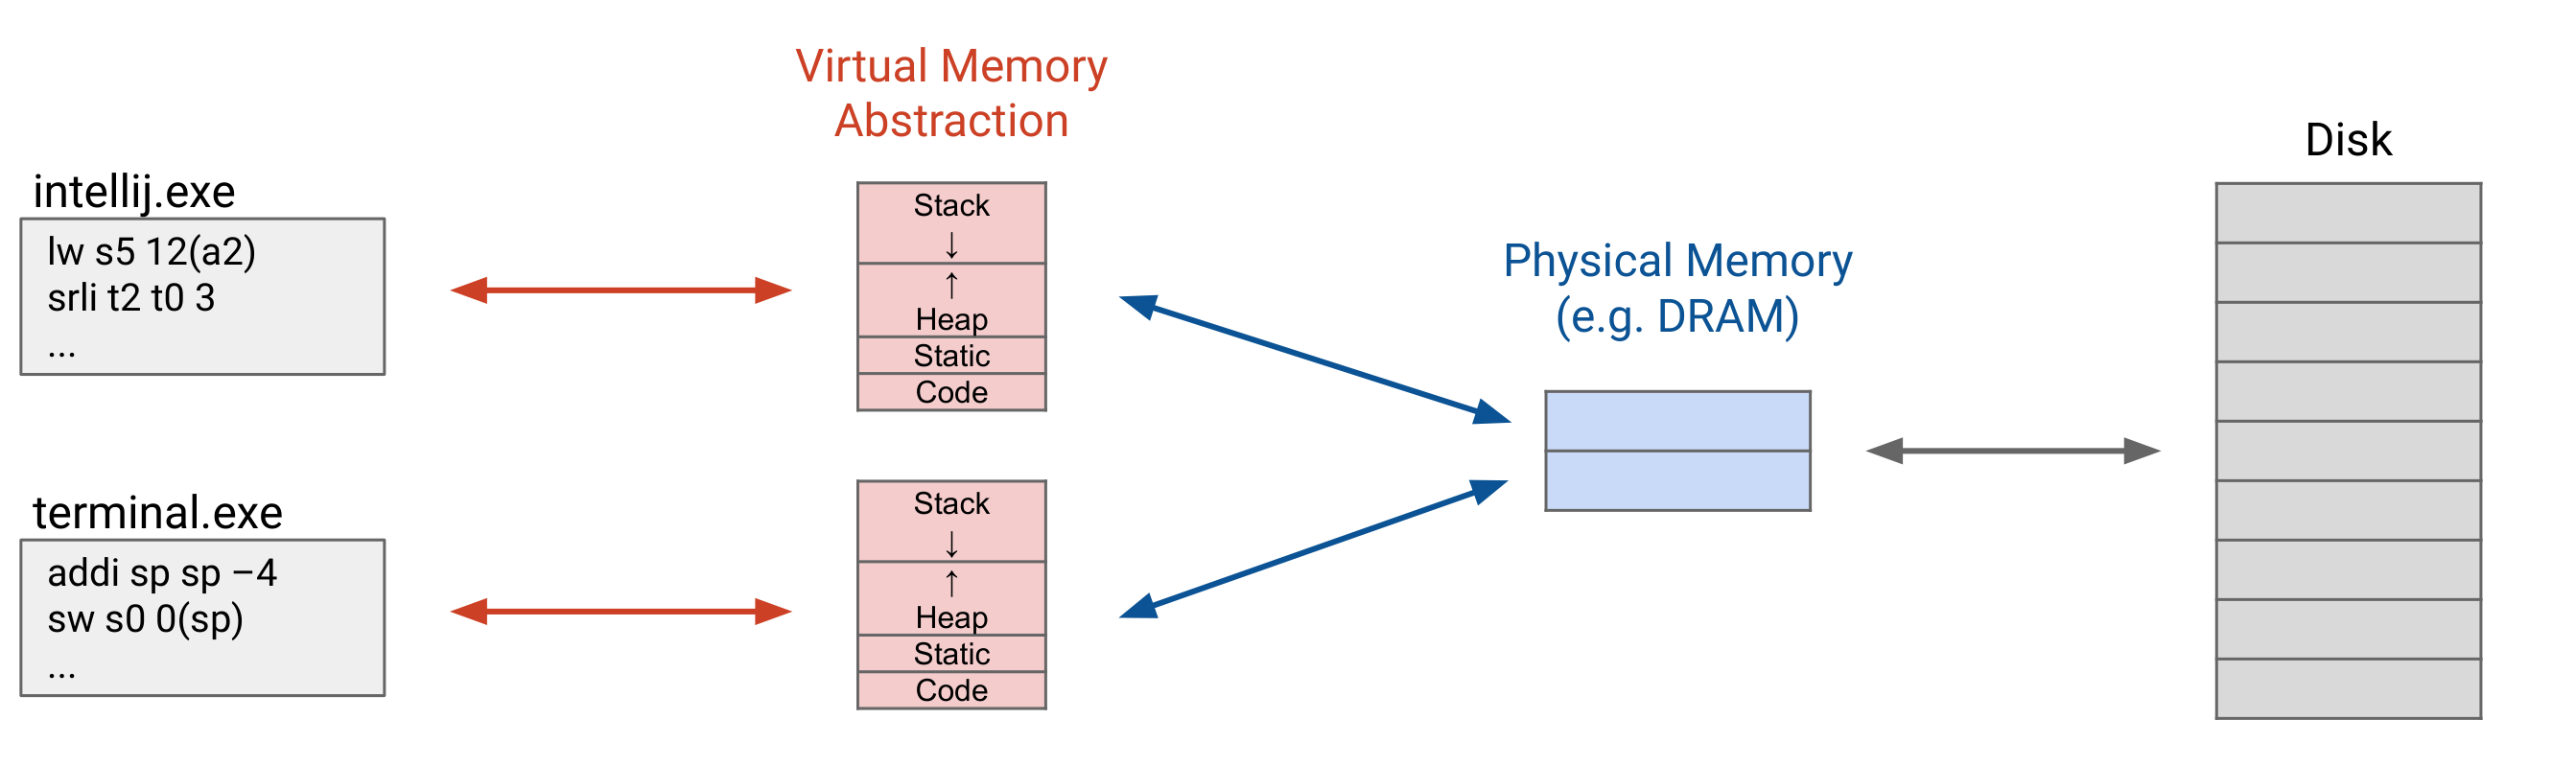 Virtual Memory
Abstraction
Disk
intellij.exe
lw s5 12(a2)
srli t2 t0 3
...
Stack
↓
↑
Heap
Static
Code
Physical Memory
(e.g. DRAM)
terminal.exe
addi sp sp –4
sw s0 0(sp)
...
Stack
↓
↑
Heap
Static
Code